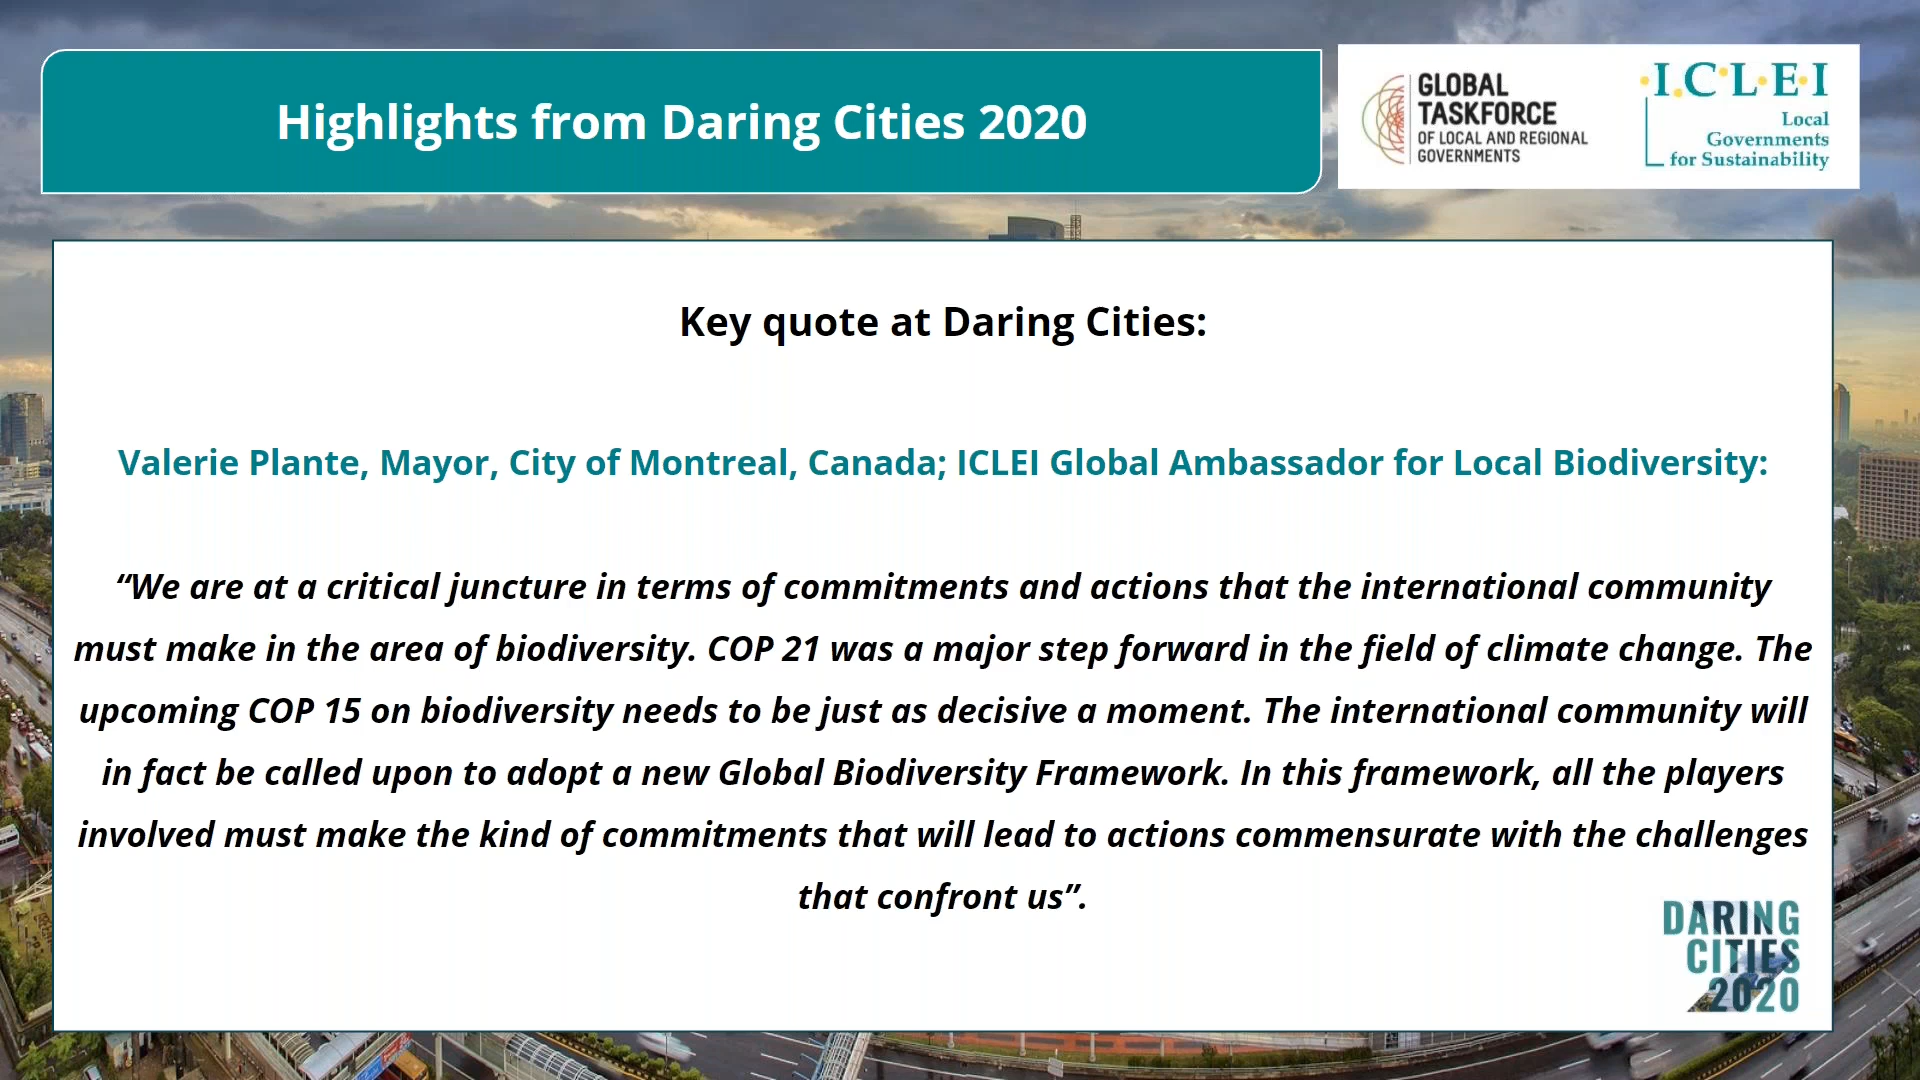 Highlights from Daring Cities 2020
GLOBAL
TASKFORCE
OF LOCAL AND REGIONAL
GOVERNMENTS
I.C.L.E.I
Local
Governments
for Sustainability
Key quote at Daring Cities:
Valerie Plante, Mayor, City of Montreal, Canada; ICLEI Global Ambassador for Local Biodiversity:
“We are at a critical juncture in terms of commitments and actions that the international community
must make in the area of biodiversity. COP 21 was a major step forward in the field of climate change. The
upcoming COP 15 on biodiversity needs to be just as decisive a moment. The international community will
in fact be called upon to adopt a new Global Biodiversity Framework. In this framework, all the players
involved must make the kind of commitments that will lead to actions commensurate with the challenges
that confront us”.
DARING
CITIES
2020